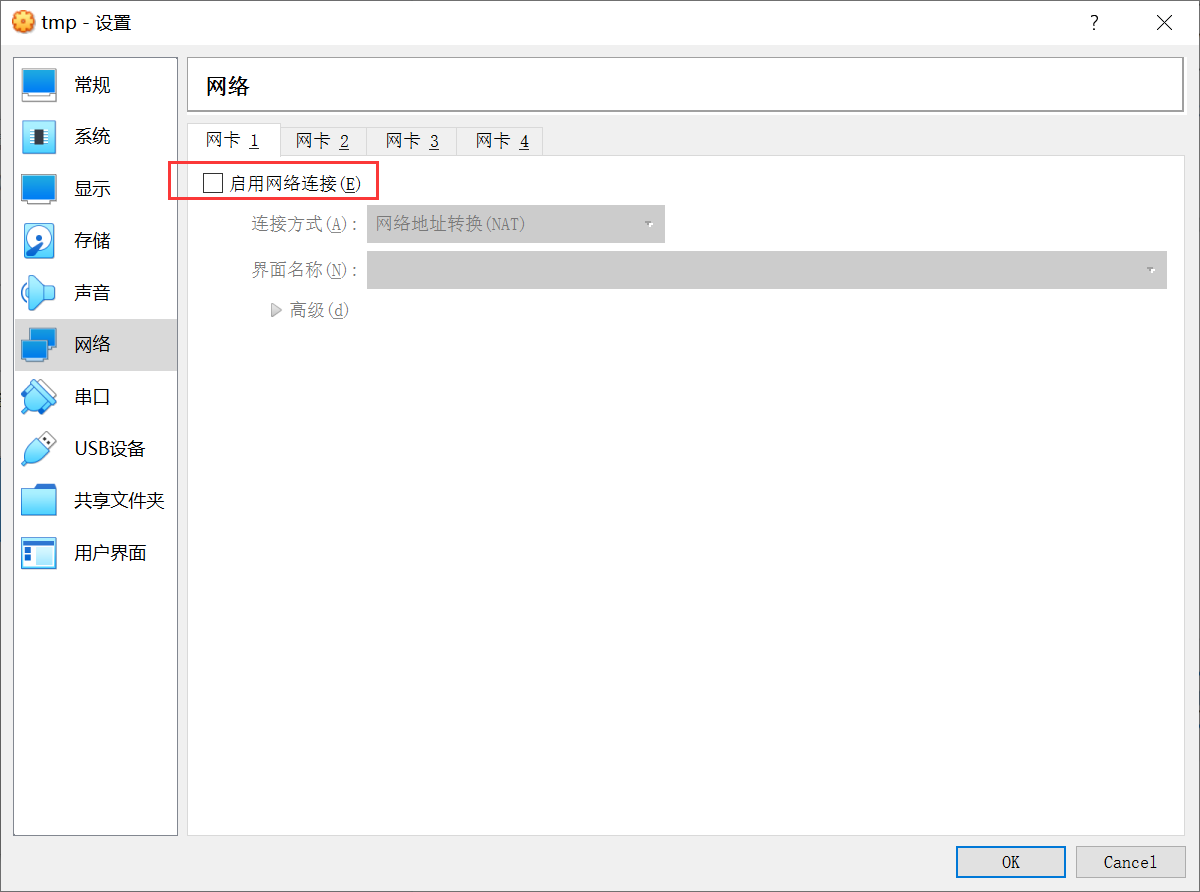 tmp - 设置
?
常规
系统
显示
存储
声音
网络
串口
USB设备
共享文件夹
用户界面
网络
网卡 1 网卡 2 网卡 3 网卡 4
启用网络连接(E)
连接方式(A): 网络地址转换(NAT)
界面名称(N):
高级(d)
OK Cancel